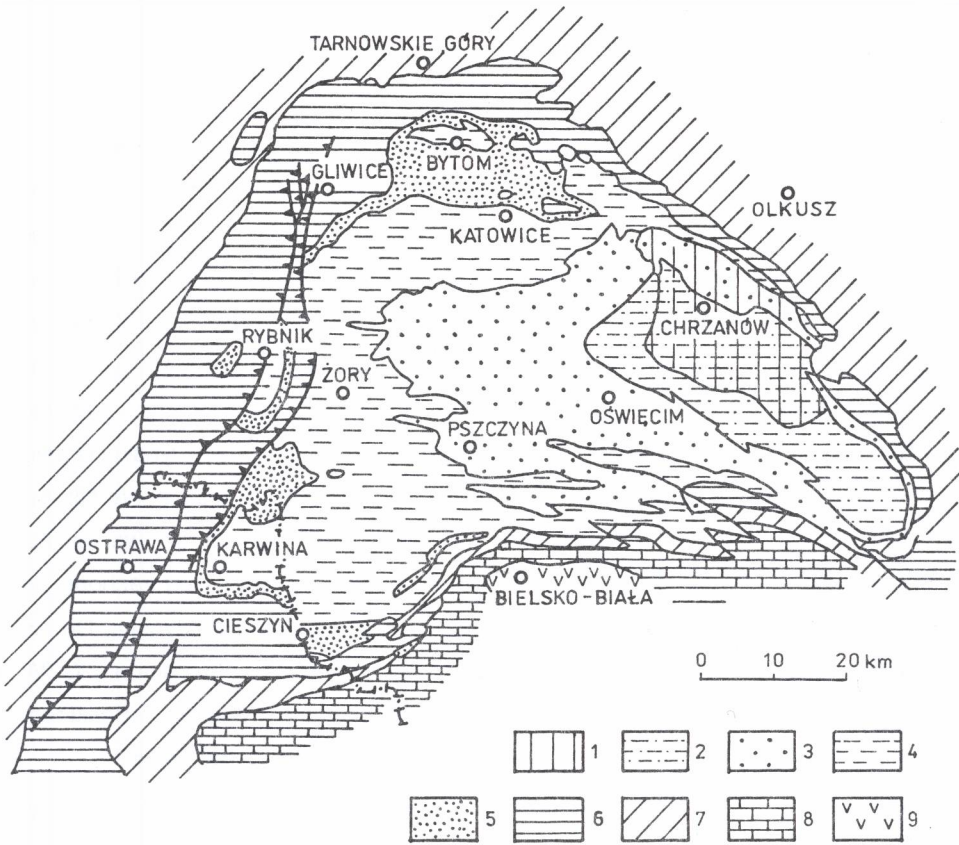 TARNOWSKIE GÓRY
GLIWICE
BYTOM
OLKUSZ
KATOWICE
CHRZANÓW
RYBNIK
ŻORY
OŚWIĘCIM
PSZCZYNA
OSTRAWA
KARWINA
BIELSKO-BIAŁA
CIESZYN
0 10 20 km
1 2 3 4
5 6 7 8 9